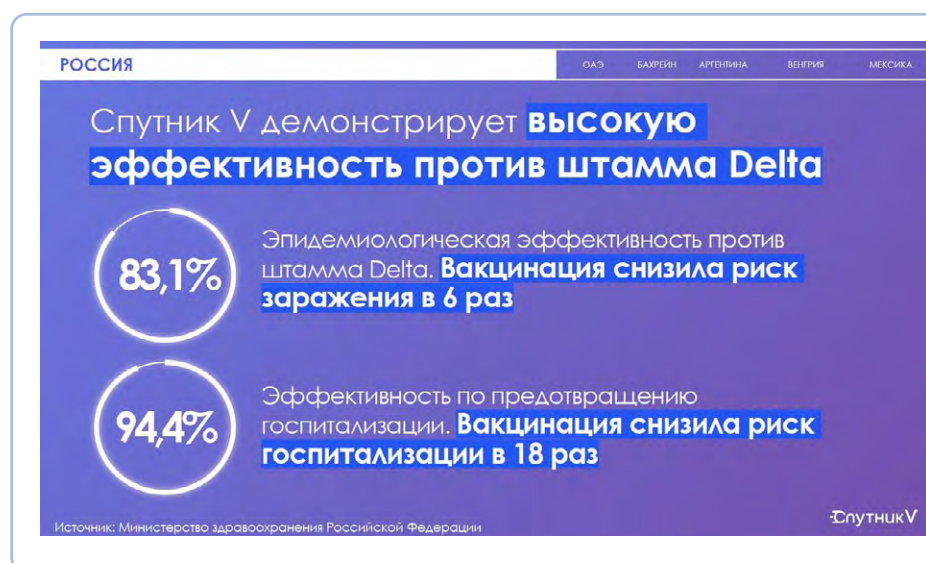 РОССИЯ
ОАЭ БАХРЕЙН АРГЕНТИНА ВЕНГРИЯ МЕКСИКА
Спутник V демонстрирует высокую
эффективность против штамма Delta
83,1%
Эпидемиологическая эффективность против
штамма Delta. Вакцинация снизила риск
заражения в 6 раз
94,4%
Эффективность по предотвращению
госпитализации. Вакцинация снизила риск
госпитализации в 18 раз
Источник: Министерство здравоохранения Российской Федерации
Спутник V